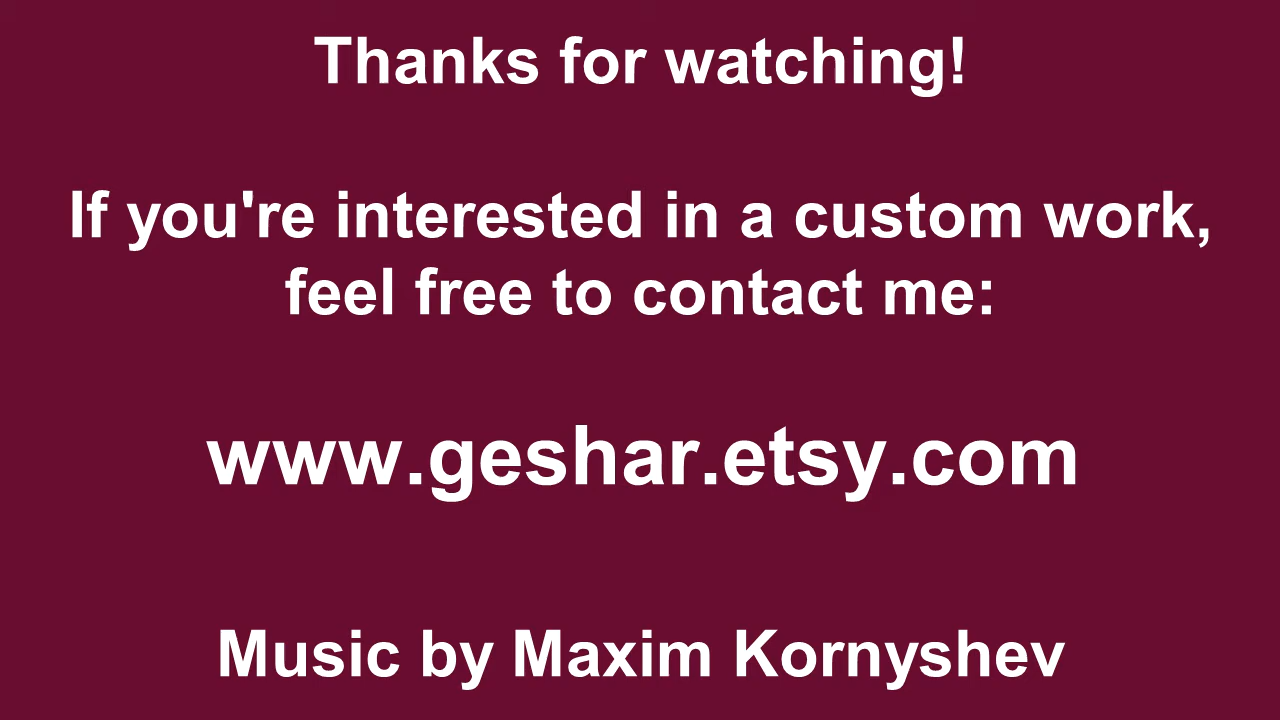 Thanks for watching!
If you're interested in a custom work,
feel free to contact me:
www.geshar.etsy.com
Music by Maxim Kornyshev